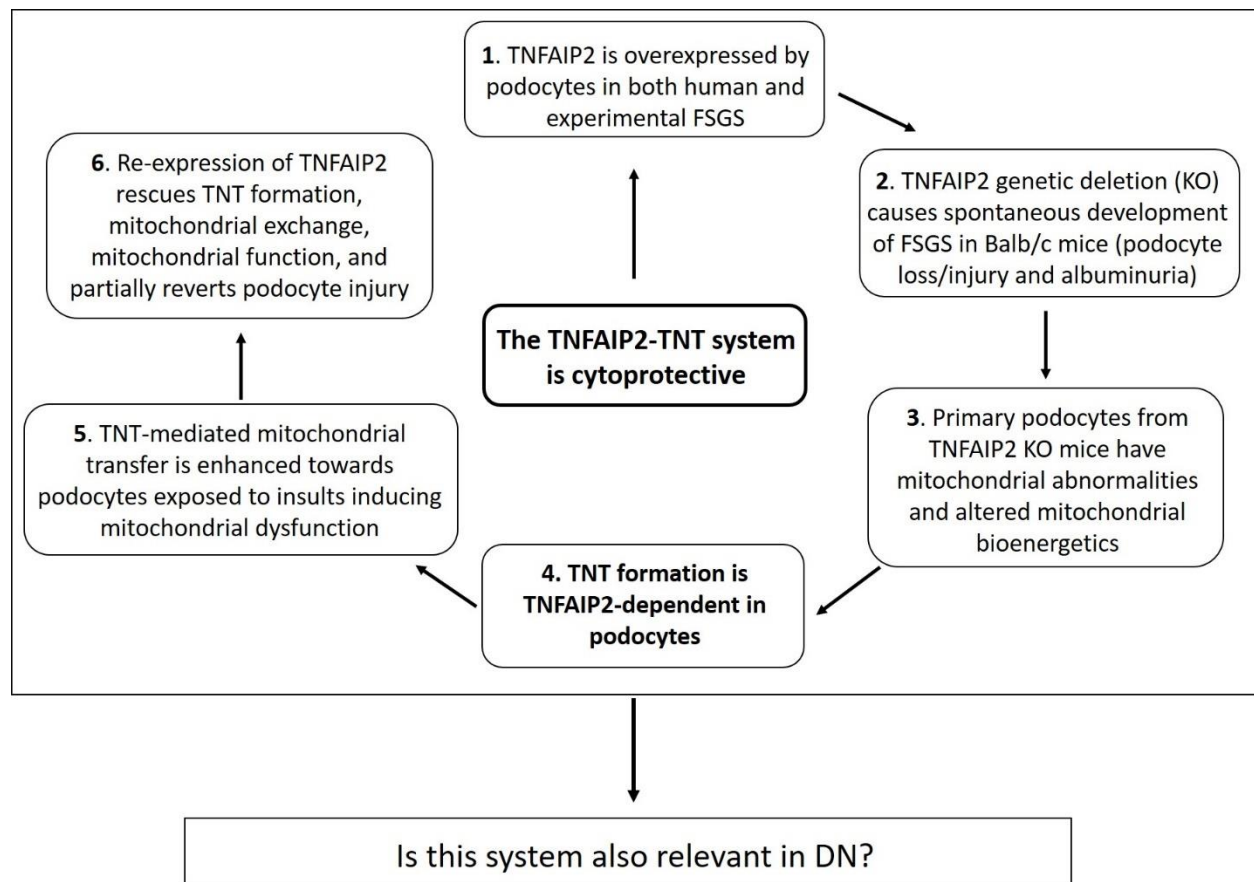 1. TNFAIP2 is overexpressed by
podocytes in both human and
experimental FSGS
2. TNFAIP2 genetic deletion (KO)
causes spontaneous development
of FSGS in Balb/c mice (podocyte
loss/injury and albuminuria)
3. Primary podocytes from
TNFAIP2 KO mice have
mitochondrial abnormalities
and altered mitochondrial
bioenergetics
4. TNT formation is
TNFAIP2-dependent in
podocytes
5. TNT-mediated mitochondrial
transfer is enhanced towards
podocytes exposed to insults inducing
mitochondrial dysfunction
6. Re-expression of TNFAIP2
rescues TNT formation,
mitochondrial exchange,
mitochondrial function, and
partially reverts podocyte injury
The TNFAIP2-TNT system
is cytoprotective
Is this system also relevant in DN?